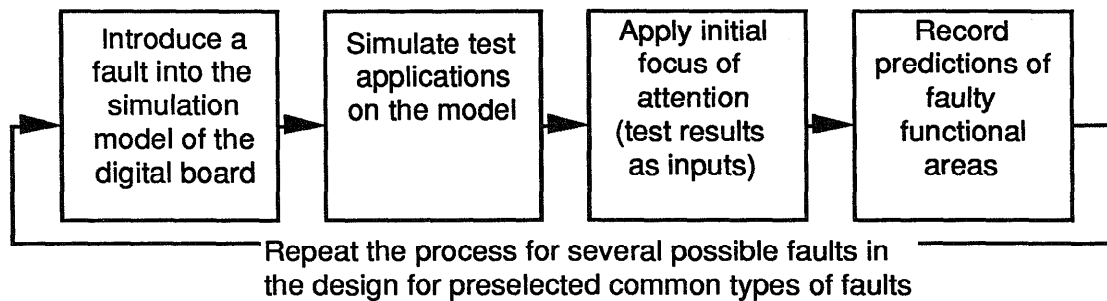 Introduce a
fault into the
simulation
model of the
digital board
Simulate test
applications
on the model
Apply initial
focus of
attention
(test results
as inputs)
Record
predictions of
faulty
functional
areas
Repeat the process for several possible faults in
the design for preselected common types of faults